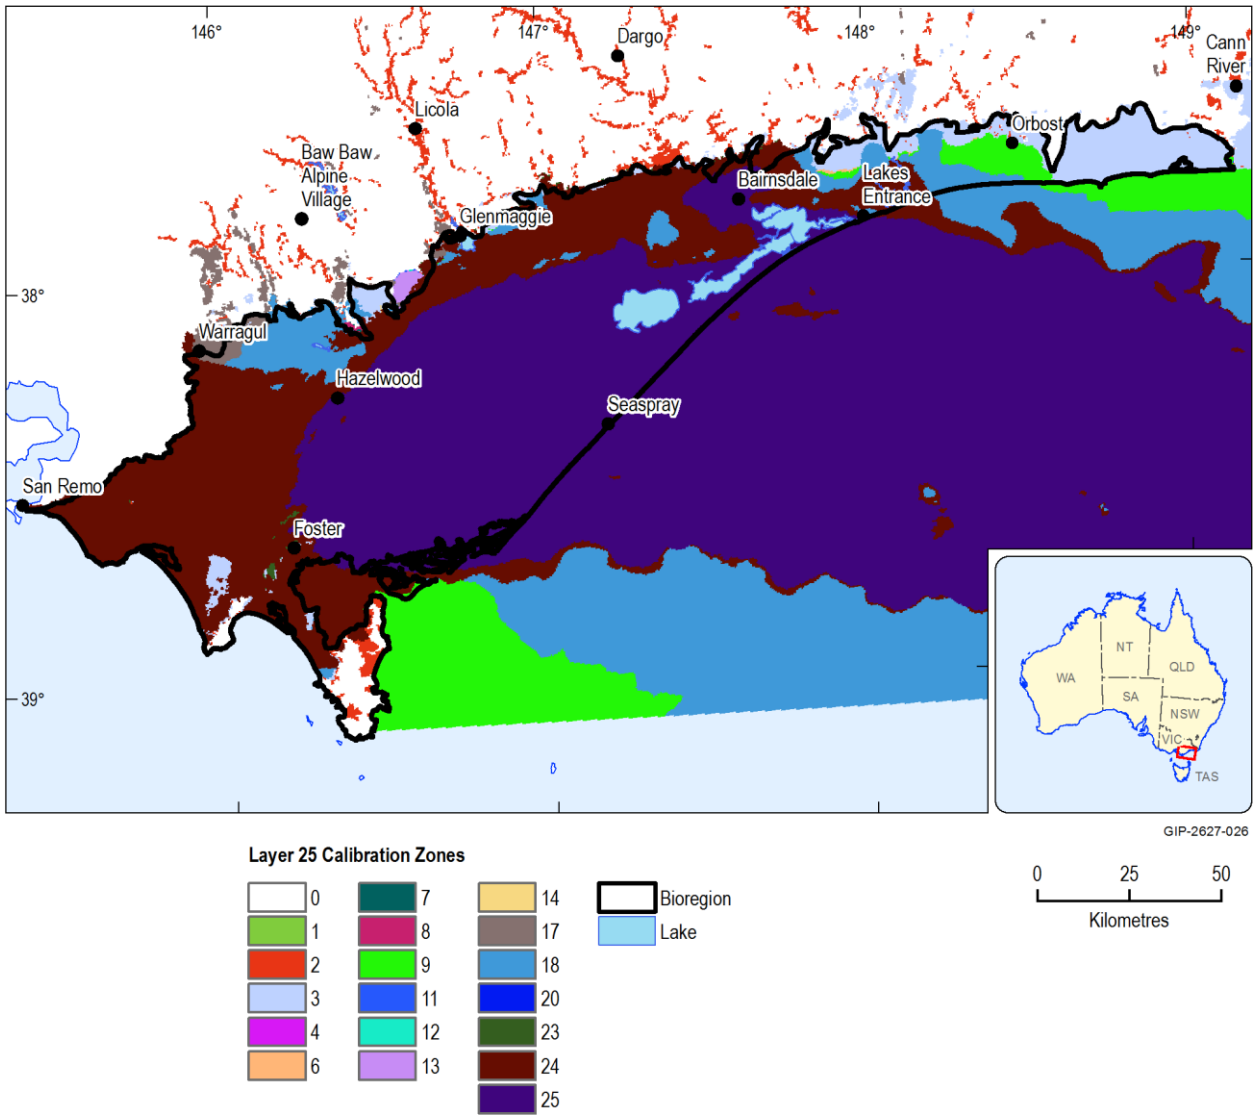 146°
147°
148°
149°
Dargo
Cann
River
Licola
Orbost
Baw Baw
Alpine
Village
Bairnsdale
Lakes
Entrance
Glenmaggie
38°
Warragul
Hazelwood
Seaspray
San Remo
Foster
39°
NT
QLD
WA
SA
NSW
VIC
TAS
GIP-2627-026
Layer 25 Calibration Zones
0
1
2
3
4
6
7
8
9
11
12
13
14
17
18
20
23
24
25
Bioregion
Lake
0 25 50
Kilometres